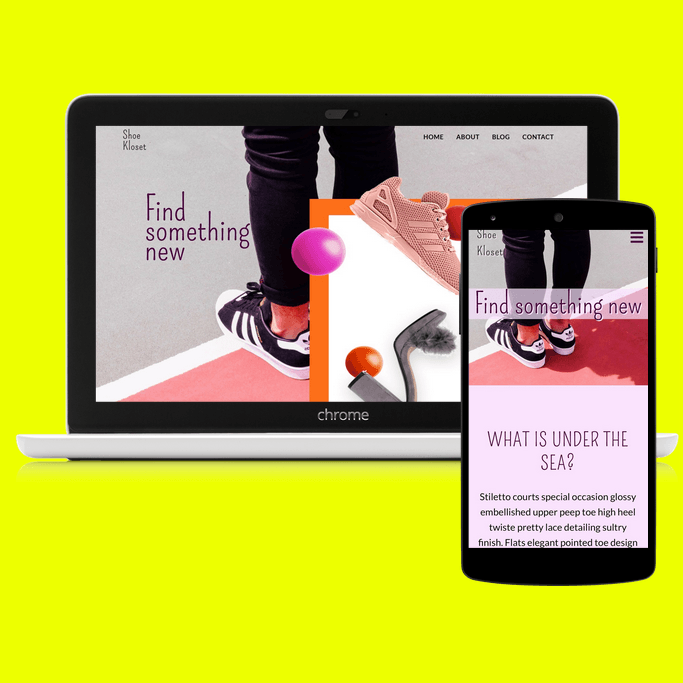 Shoe
Kloset
HOME ABOUT BLOG CONTACT
Find
something
new
chrome
Shoe
Kloset
Find something new
WHAT IS UNDER THE
SEA?
Stiletto courts special occasion glossy
embellished upper peep toe high heel
twiste pretty lace detailing sultry
finish. Flats elegant pointed toe design